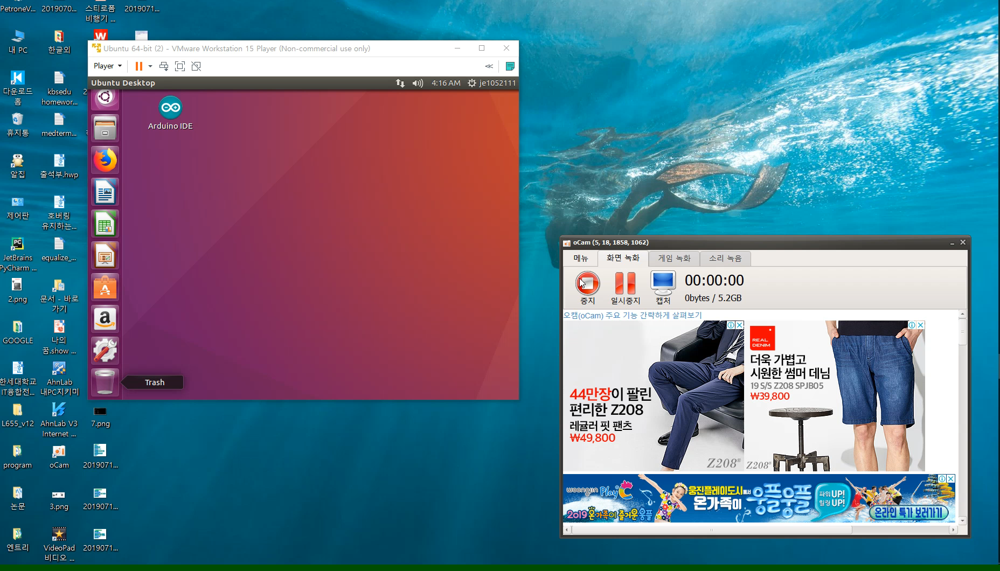 PetroneV...
2019070...
스티로폼
비행기 ...
2019071...
내 PC
한글외
다운로드
홈
kbsedu
homewor...
휴지통
medterm...
알집
출석부.hwp
제어판
호버링
유지하는...
JetBrains
PyCharm ...
equalize_...
2.png
문서 - 바로
가기
GOOGLE
나의
꿈.show ...
한세대학교
IT융합전...
AhnLab
내PC지키미
L655_v12
AhnLab V3
Internet ...
7.png
program
oCam
2019071...
논문
3.png
2019071...
엔트리
VideoPad
비디오 ...
2019071...
Ubuntu 64-bit (2) - VMware Workstation 15 Player (Non-commercial use only)
Player
Ubuntu Desktop
4:16 AM
je1052111
Arduino IDE
Trash
oCam (5, 18, 1858, 1062)
메뉴
화면 녹화
게임 녹화
소리 녹음
중지
일시중지
캡처
00:00:00
0bytes / 5.2GB
오캠(oCam) 주요 기능 간략하게 살펴보기
44만장이 팔린
편리한 Z208
레귤러 핏 팬츠
₩49,800
Z208®
REAL
DENIM
더욱 가볍고
시원한 썸머 데님
19 S/S Z208 SPJB05
₩39,800
Z208®
woongjin Play
2019 온가족이 즐거운 웅플
웅진플레이도시에서
온가족이
웅플웅플
파워UP!
힐링UP!
온라인 특가 보러가기